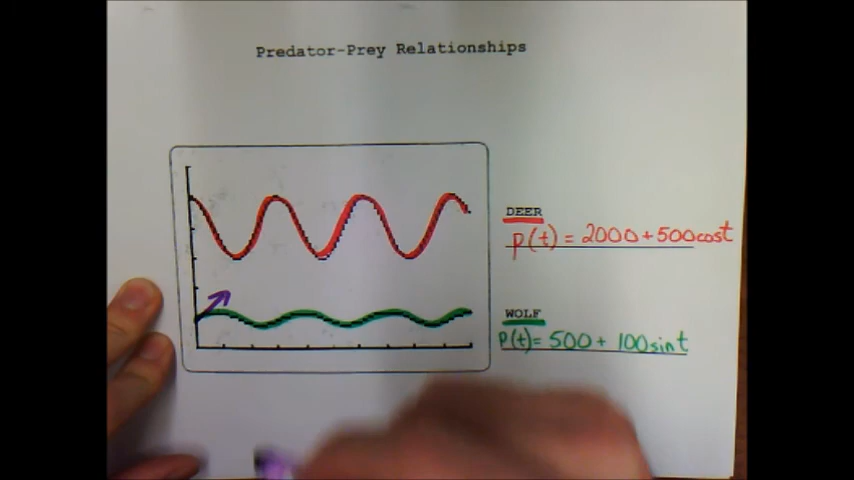 Predator-Prey Relationships
DEER
p(t) = 2000+500cost
WOLF
p(t)= 500 + 100sint